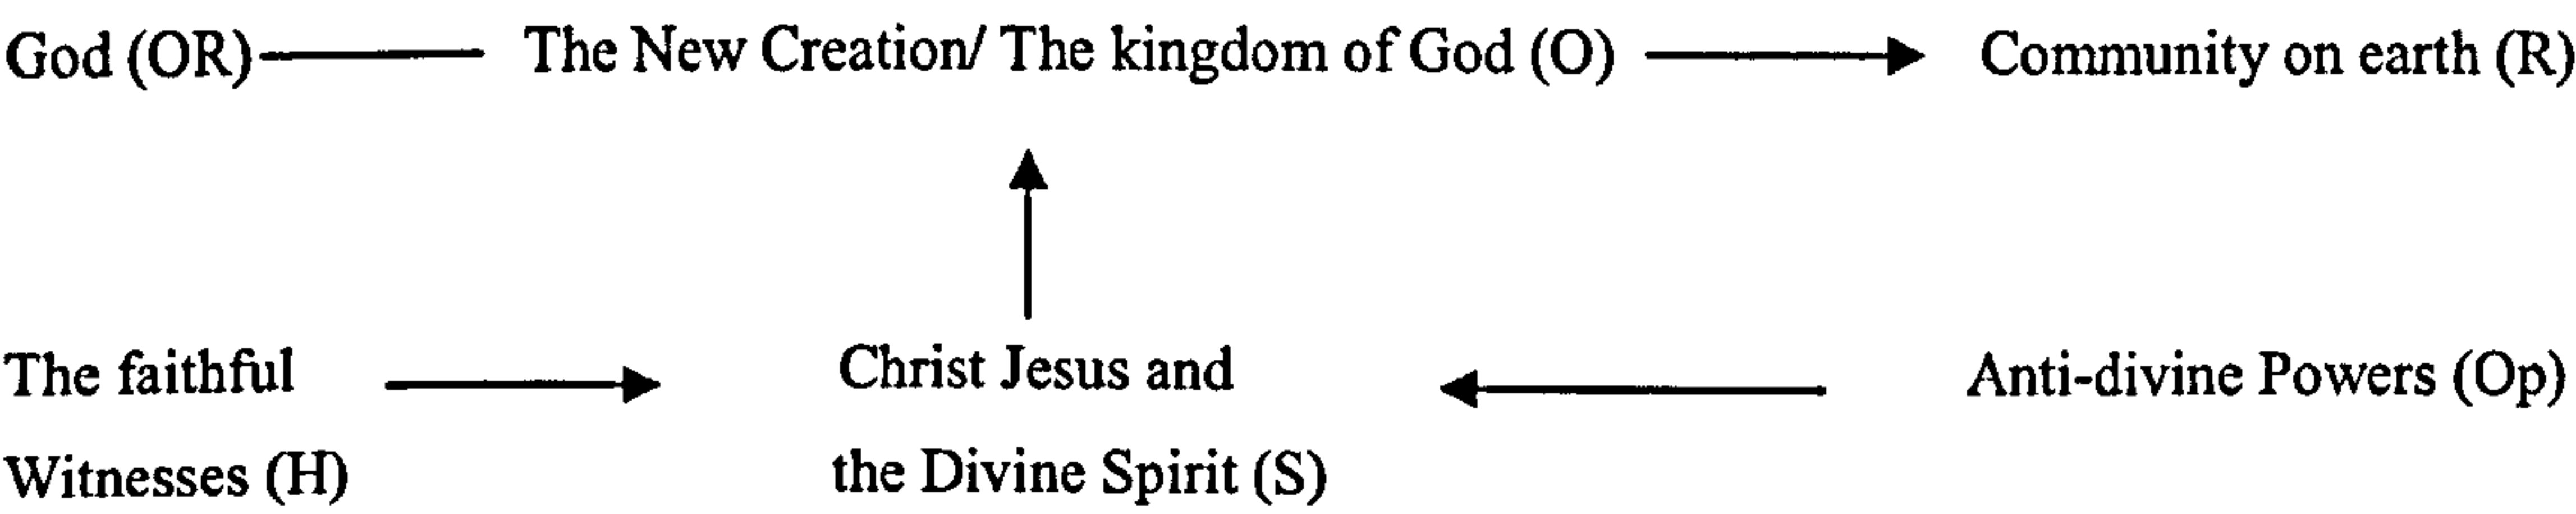 God (OR) The New Creation/ The kingdom of God (O) Community on earth (R)
The faithful Christ Jesus and Anti-divine Powers (Op)
Witnesses (H) the Divine Spirit (S)